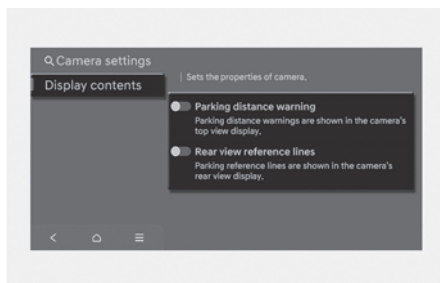 Camera settings
Display contents
Sets the properties of camera.
Parking distance warning
Parking distance warnings are shown in the camera's
top view display.
Rear view reference lines
Parking reference lines are shown in the camera's
rear view display.